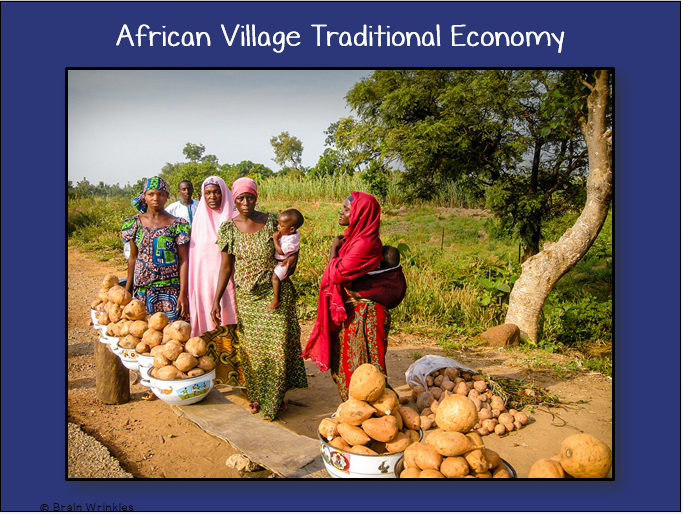 African Village Traditional Economy
© Brain Wrinkles